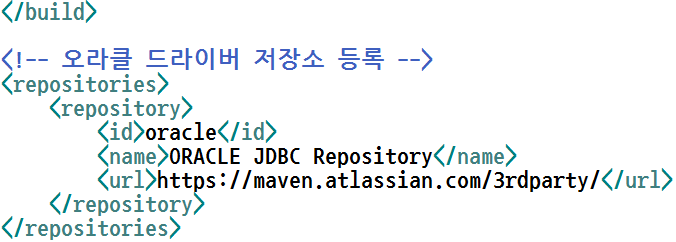 </build>

<!-- 오라클 드라이버 저장소 등록 -->
<repositories>
    <repository>
        <id>oracle</id>
        <name>ORACLE JDBC Repository</name>
        <url>https://maven.atlassian.com/3rdparty/</url>
    </repository>
</repositories>